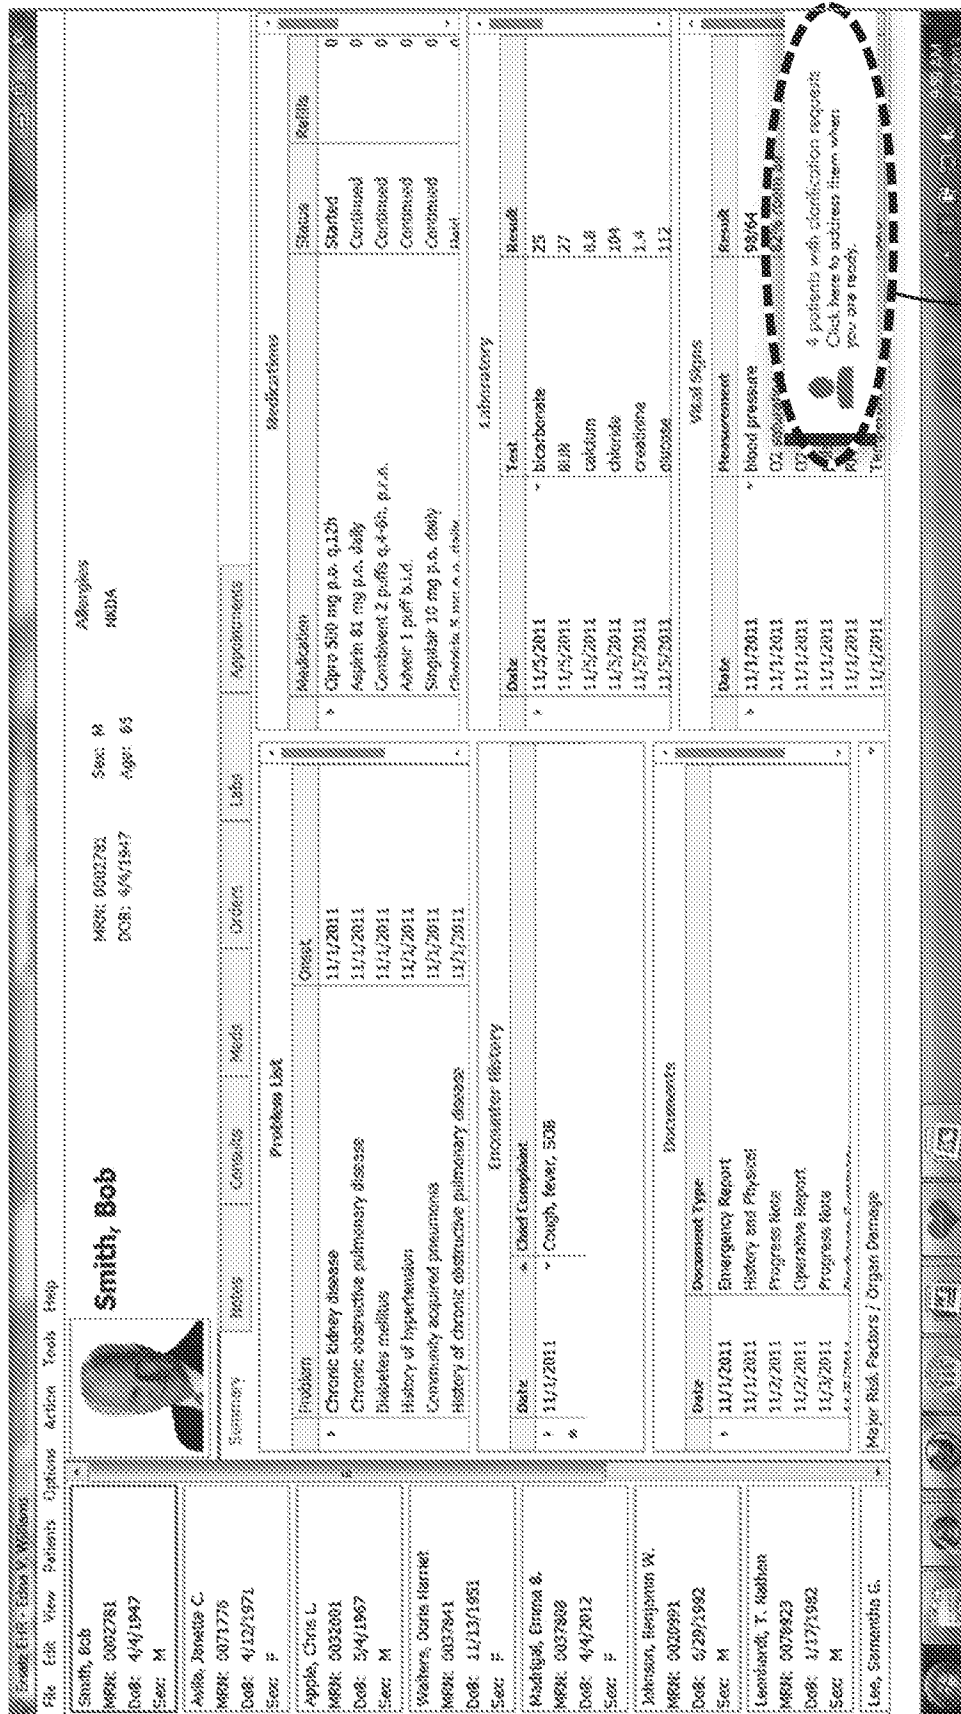 File Edit View Patients Options Action Tools Help
Smith, Bob
MRN: 0002781
DoB: 4/4/1947
Sex: M
Avila, Janette C.
MRN: 0071776
DoB: 4/12/1971
Sex: F
Apple, Chris L.
MRN: 0032001
DoB: 5/4/1967
Sex: M
Walters, Doris Harriet
MRN: 0037841
DoB: 11/13/1951
Sex: F
Madrigal, Emma B.
MRN: 0037808
DoB: 4/4/2012
Sex: F
Johnson, Benjamin W.
MRN: 0020991
DoB: 6/29/1992
Sex: M
Leenhardt, T. Nathan
MRN: 0078923
DoB: 1/17/1982
Sex: M
Lee, Samantha G.
Smith, Bob
MRN: 0002781
DOB: 4/4/1947
Sex: M
Age: 65
Allergies
NKDA
Summary Notes Consults Meds Orders Labs Appointments
Problem List
Problem Onset
Chronic kidney disease 11/1/2011
Chronic obstructive pulmonary disease 11/1/2011
Diabetes mellitus 11/1/2011
History of hypertension 11/1/2011
Community acquired pneumonia 11/1/2011
History of chronic obstructive pulmonary disease 11/1/2011
Encounter History
Date Chief Complaint
11/1/2011 Cough, fever, SOB
Documents
Date Document Type
11/1/2011 Emergency Report
11/1/2011 History and Physical
11/2/2011 Progress Note
11/2/2011 Operative Report
11/3/2011 Progress Note
Major Risk Factors / Organ Damage
Medications
Medication Status Refills
Cipro 500 mg p.o. q.12h Started 0
Aspirin 81 mg p.o. daily Continued 0
Combivent 2 puffs q.4-6h, p.r.n. Continued 0
Advair 1 puff b.i.d. Continued 0
Singulair 10 mg p.o. daily Continued 0
Laboratory
Date Test Result
11/5/2011 bicarbonate 25
11/5/2011 BUN 27
11/5/2011 calcium 8.8
11/5/2011 chloride 104
11/5/2011 creatinine 1.4
11/5/2011 glucose 112
Vital Signs
Date Measurement Result
11/1/2011 blood pressure 98/64
11/1/2011 O2
11/1/2011
11/1/2011
11/1/2011
11/1/2011
4 patients with clarification requests
Click here to address them when
you are ready.